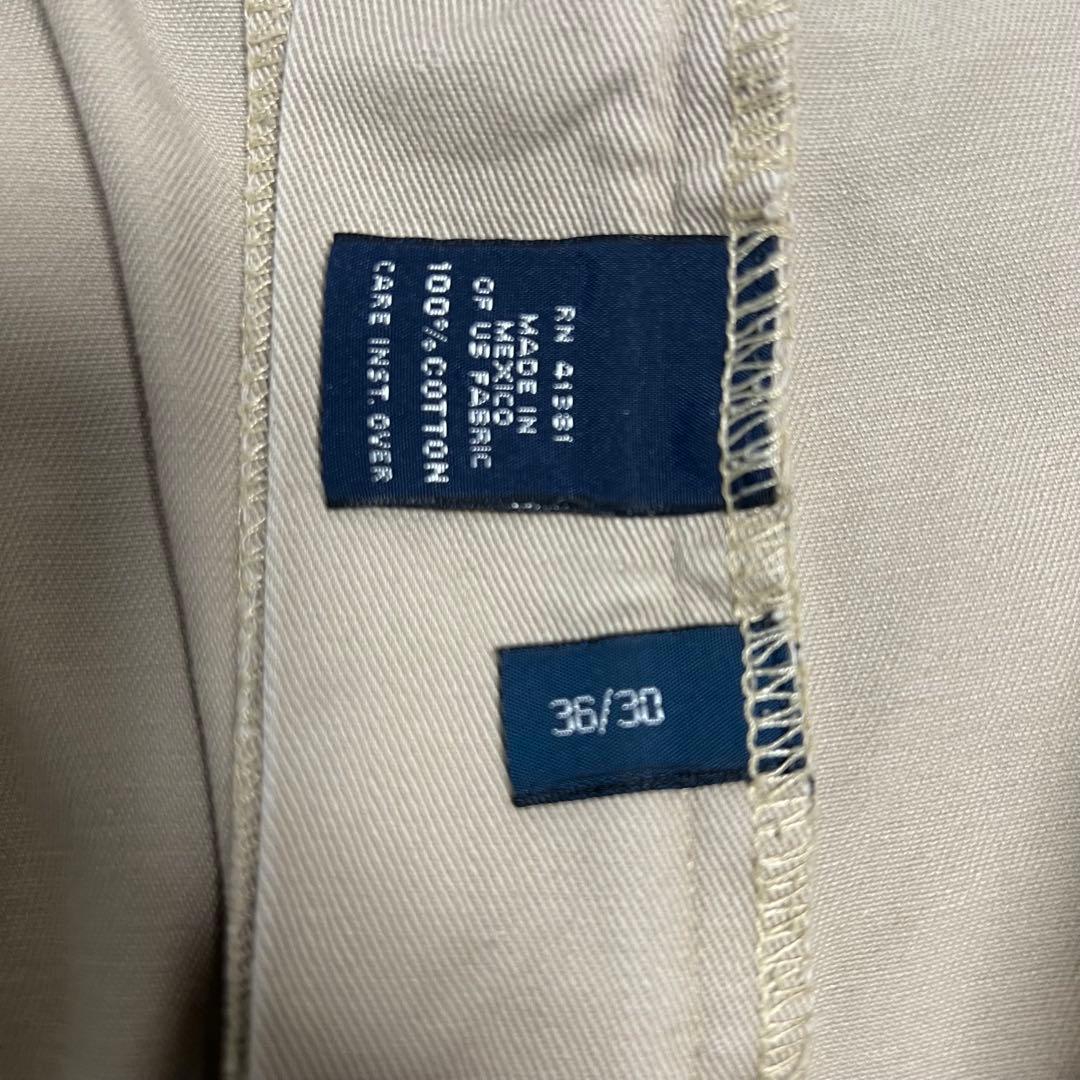 RN 41381
MADE IN
MEXICO
OF US FABRIC
100% COTTON
CARE INST. OVER
36/30